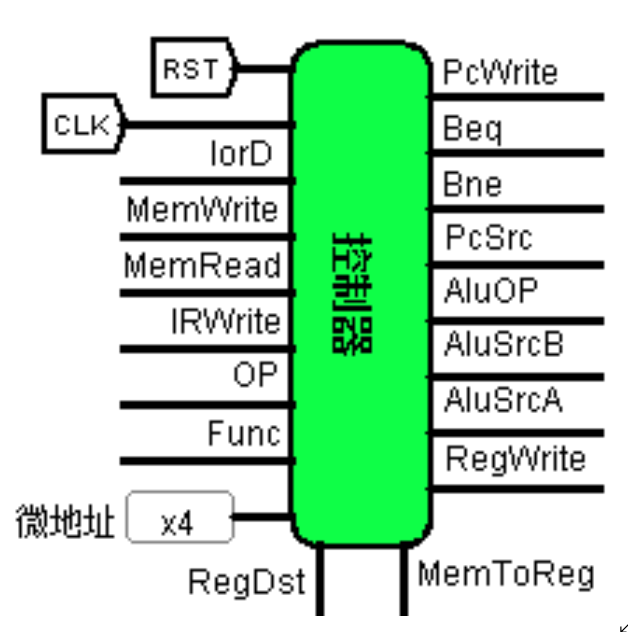 RST
CLK
IorD
MemWrite
MemRead
IRWrite
OP
Func
微地址 x4
控制器
PcWrite
Beq
Bne
PcSrc
AluOP
AluSrcB
AluSrcA
RegWrite
RegDst
MemToReg